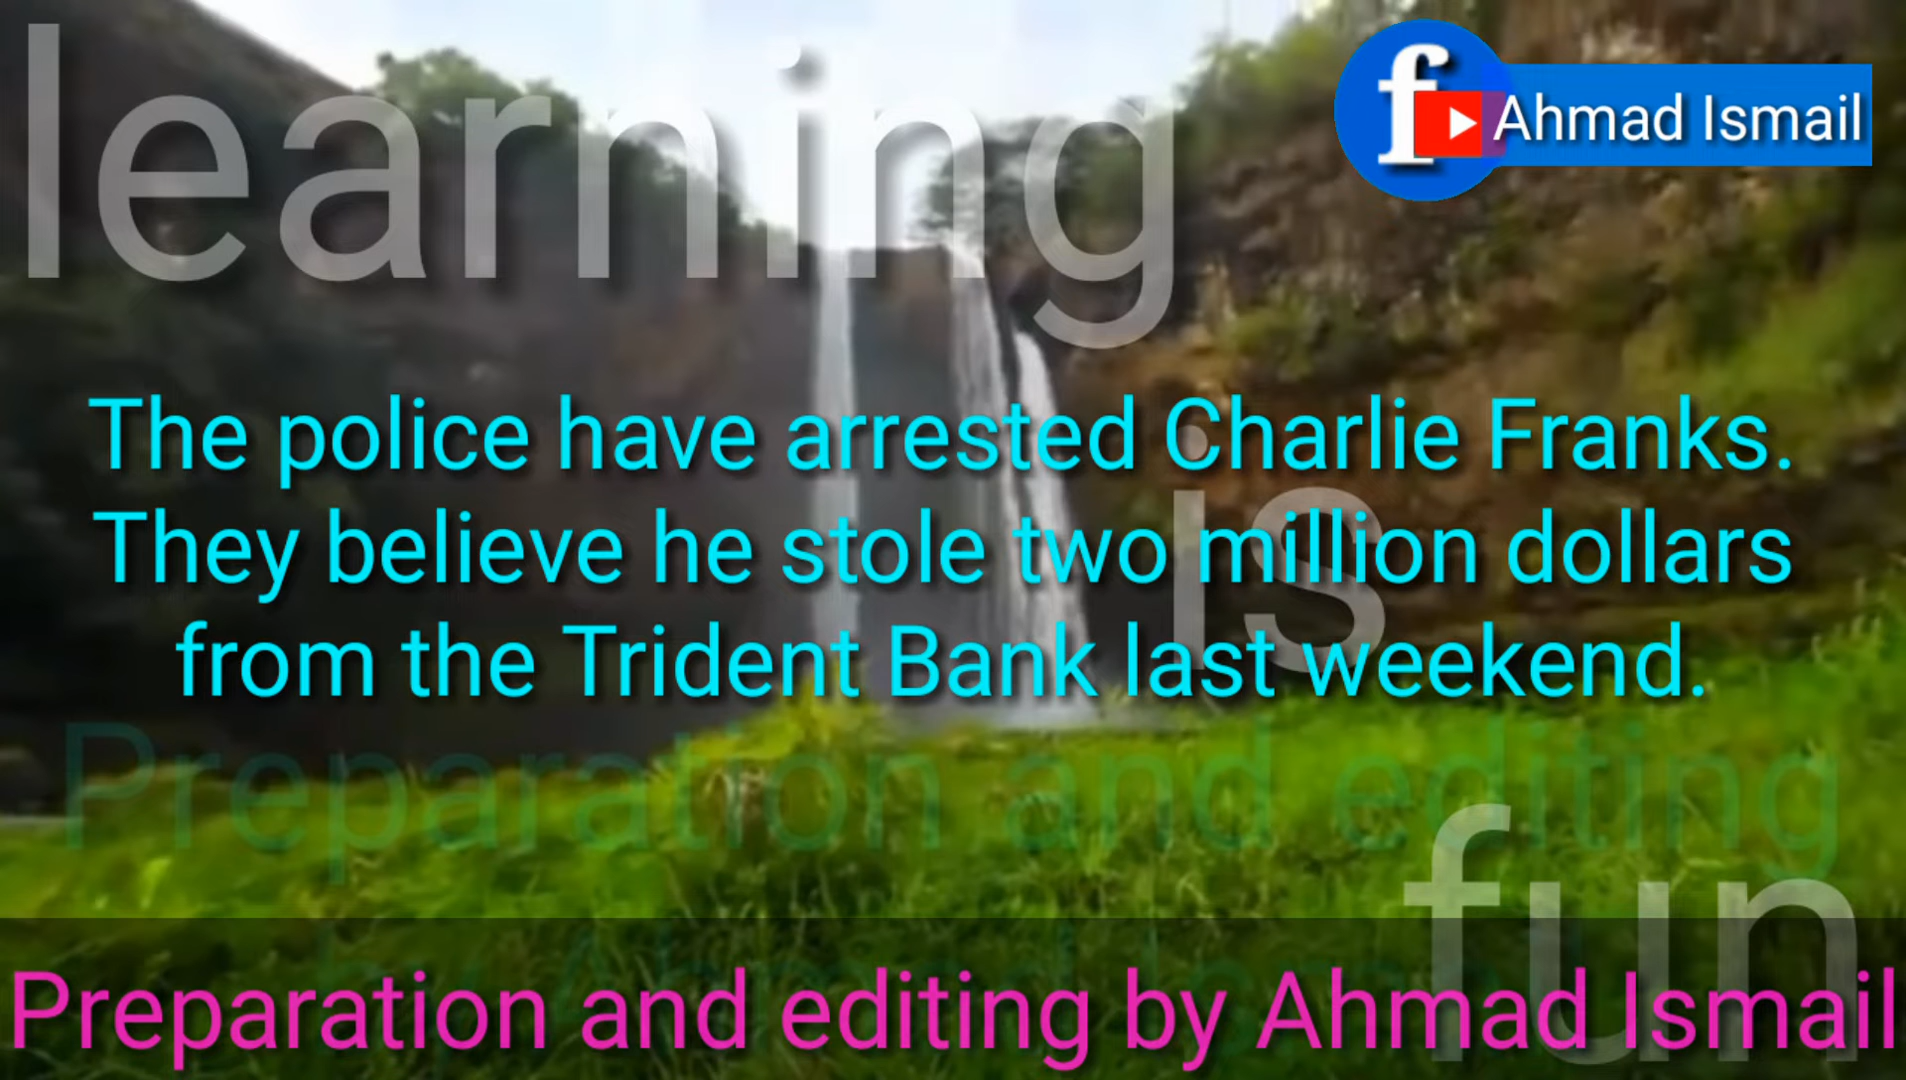 learning
f Ahmad Ismail
The police have arrested Charlie Franks.
They believe he stole two million dollars
from the Trident Bank last weekend.
is
Preparation and editing
fun
Preparation and editing by Ahmad Ismail